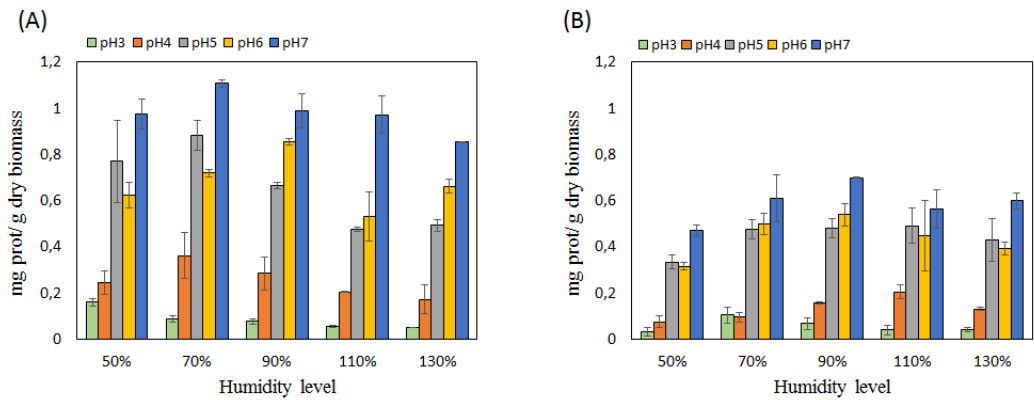 (A)
pH3 pH4 pH5 pH6 pH7
1,2
1
0,8
0,6
0,4
0,2
0
mg prot/ g dry biomass
50% 70% 90% 110% 130%
Humidity level
(B)
pH3 pH4 pH5 pH6 pH7
1,2
1
0,8
0,6
0,4
0,2
0
mg prot/ g dry biomass
50% 70% 90% 110% 130%
Humidity level